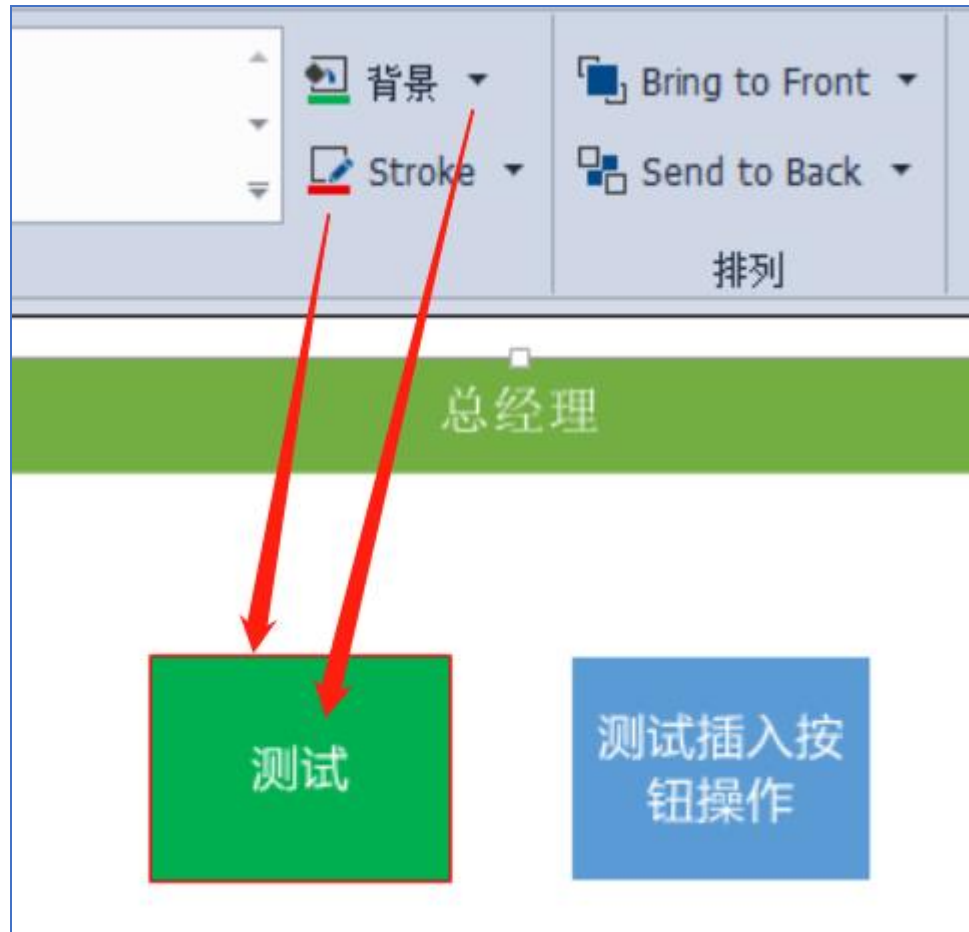 背景
Bring to Front
Stroke
Send to Back
排列
总经理
测试
测试插入按
钮操作